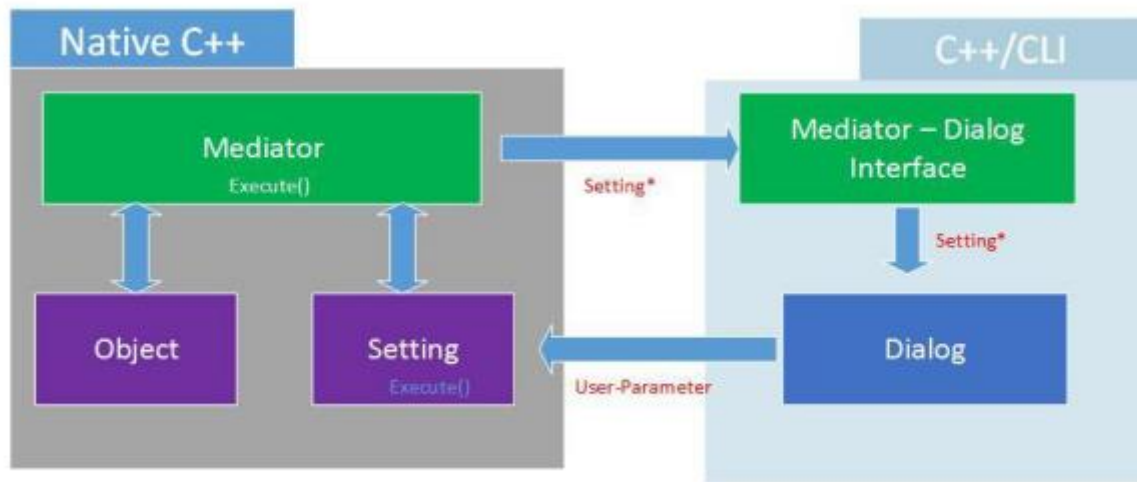 Native C++
C++/CLI
Mediator
Execute()
Setting*
Mediator – Dialog
Interface
Setting*
Object
Setting
Execute()
User-Parameter
Dialog